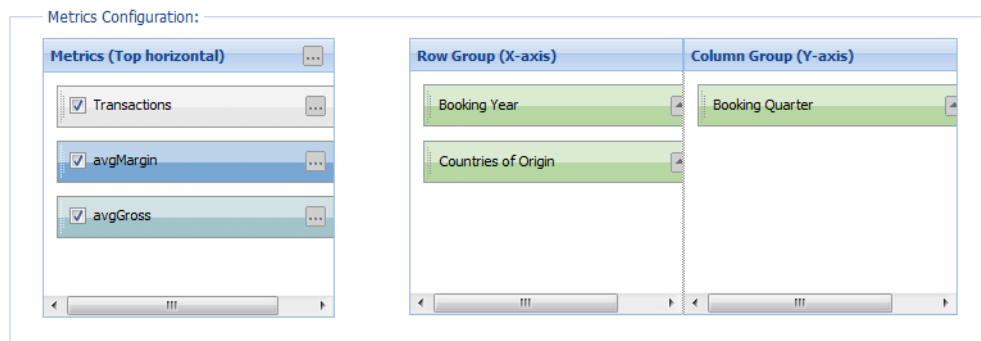 Metrics Configuration:
Metrics (Top horizontal) ...
Transactions ...
avgMargin ...
avgGross ...
Row Group (X-axis)
Booking Year
Countries of Origin
Column Group (Y-axis)
Booking Quarter